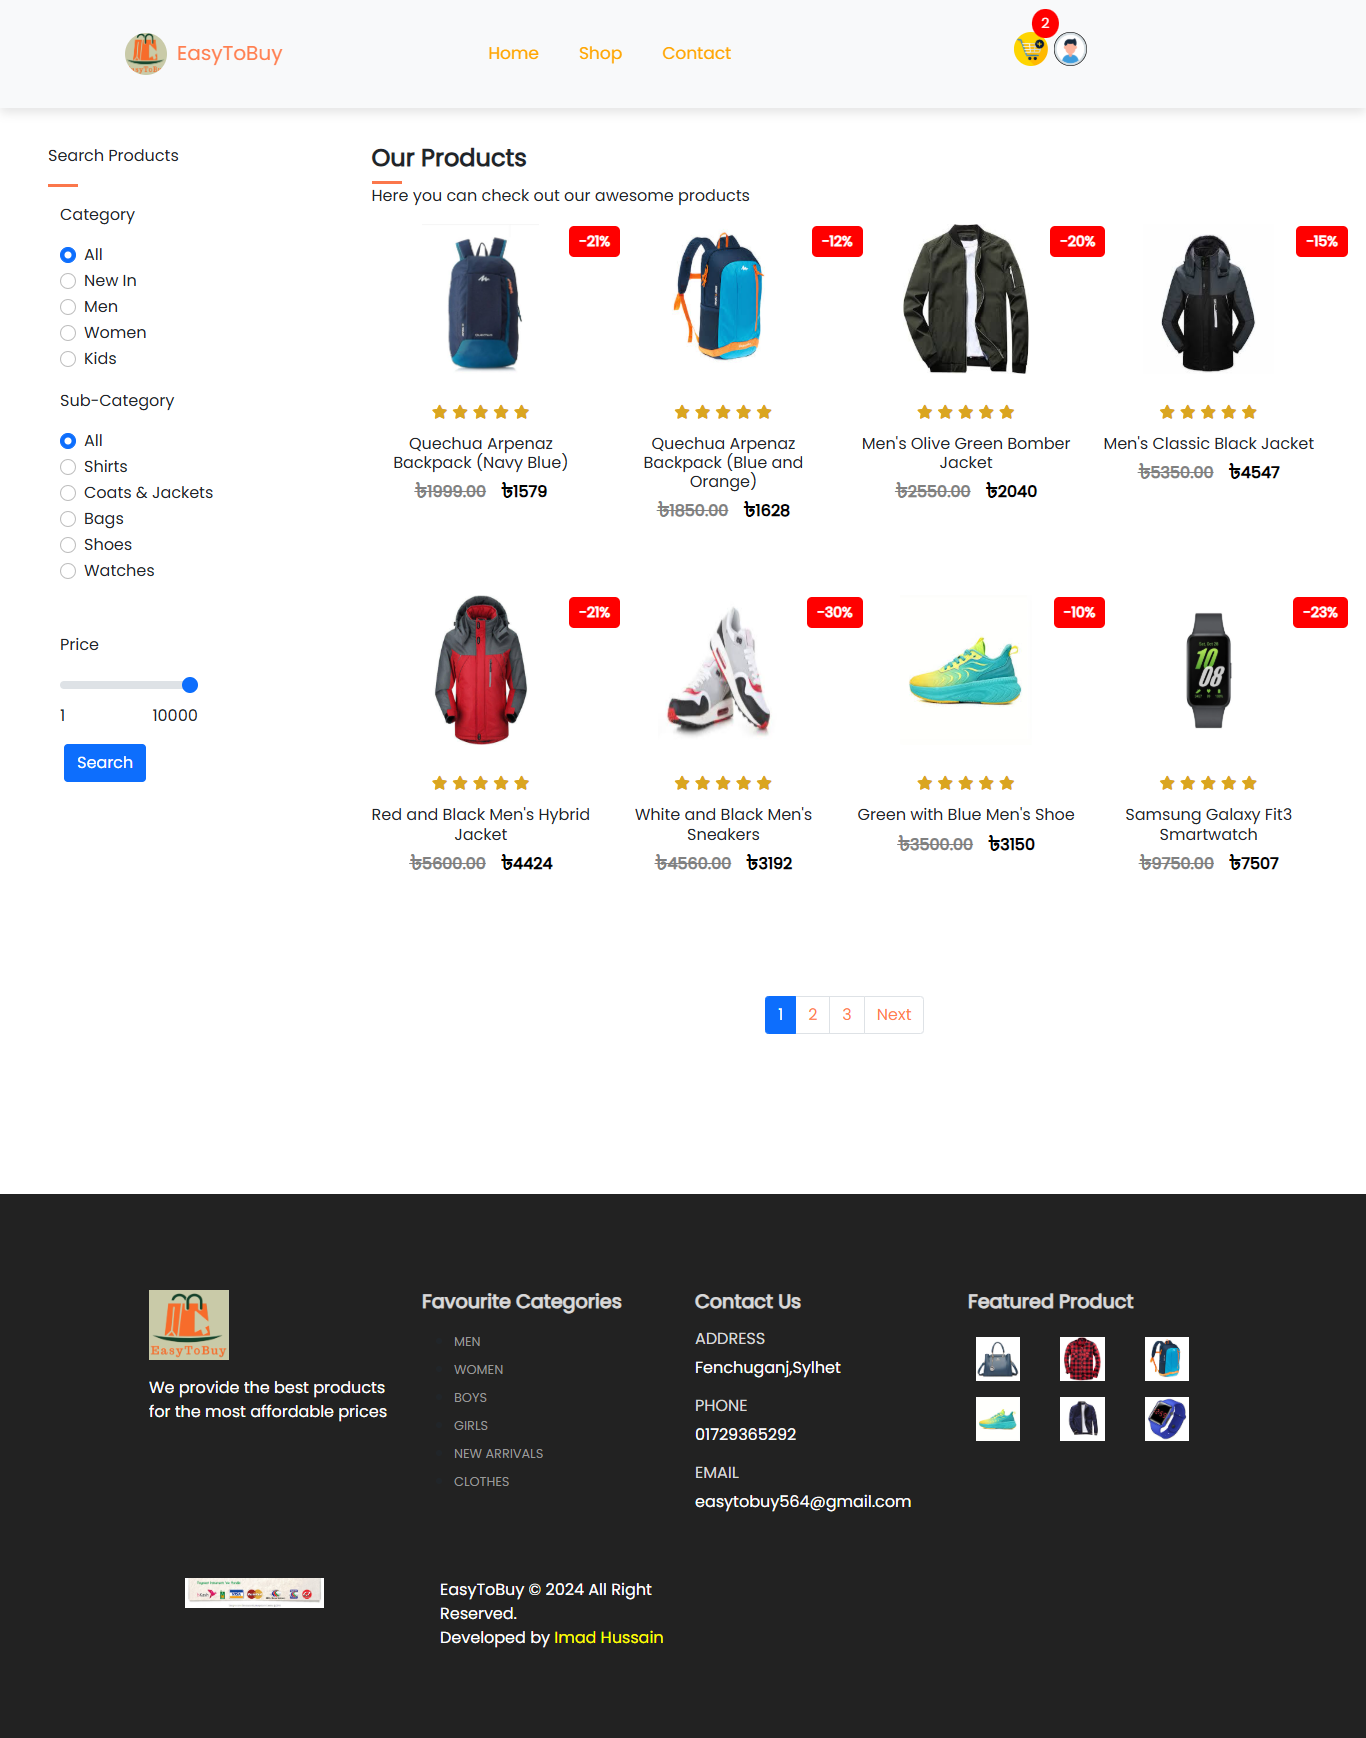 EasyToBuy
Home
Shop
Contact
2
Search Products
Category
All
New In
Men
Women
Kids
Sub-Category
All
Shirts
Coats & Jackets
Bags
Shoes
Watches
Price
1 10000
Search
Our Products
Here you can check out our awesome products
-21%
Quechua Arpenaz
Backpack (Navy Blue)
৳1999.00 ৳1579
-12%
Quechua Arpenaz
Backpack (Blue and
Orange)
৳1850.00 ৳1628
-20%
Men's Olive Green Bomber
Jacket
৳2550.00 ৳2040
-15%
Men's Classic Black Jacket
৳5350.00 ৳4547
-21%
Red and Black Men's Hybrid
Jacket
৳5600.00 ৳4424
-30%
White and Black Men's
Sneakers
৳4560.00 ৳3192
-10%
Green with Blue Men's Shoe
৳3500.00 ৳3150
-23%
10
08
Samsung Galaxy Fit3
Smartwatch
৳9750.00 ৳7507
1 2 3 Next
EasyToBuy
We provide the best products
for the most affordable prices
Favourite Categories
MEN
WOMEN
BOYS
GIRLS
NEW ARRIVALS
CLOTHES
Contact Us
ADDRESS
Fenchuganj,Sylhet
PHONE
01729365292
EMAIL
easytobuy564@gmail.com
Featured Product
VISA
EasyToBuy © 2024 All Right
Reserved.
Developed by Imad Hussain